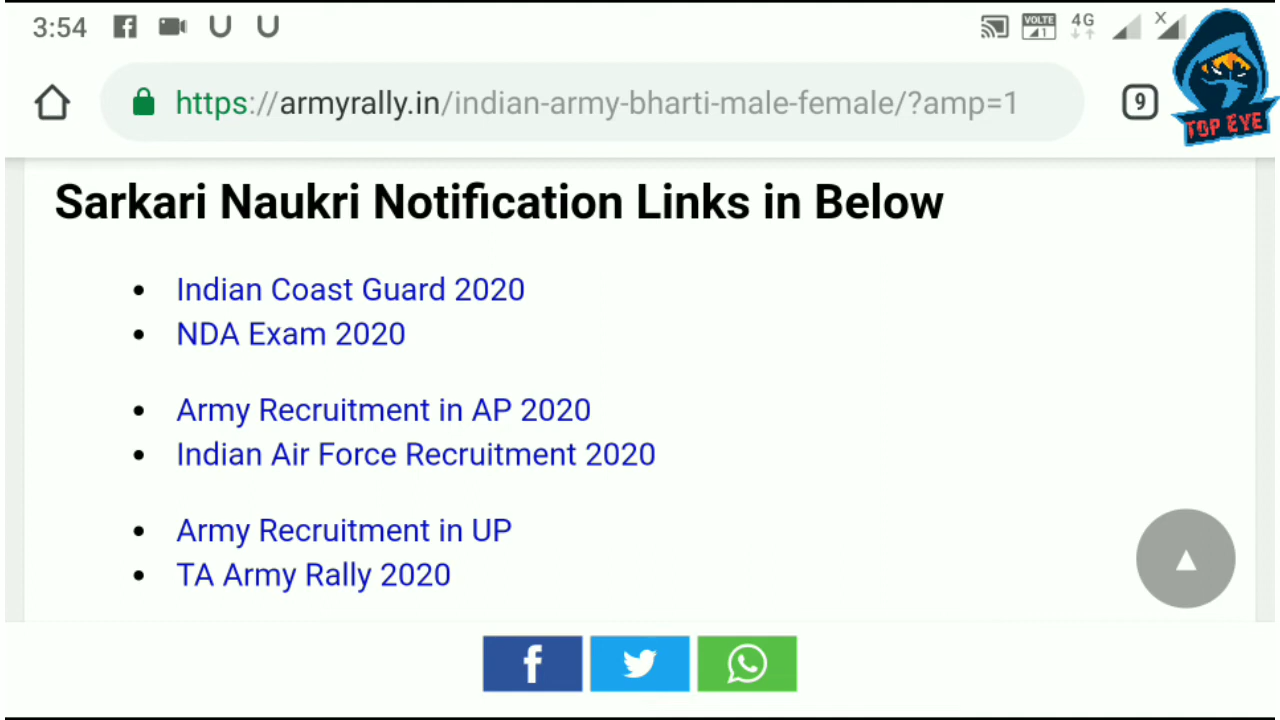 3:54
VOLTE
1
4G
X
https://armyrally.in/indian-army-bharti-male-female/?amp=1
9
TOP EYE
Sarkari Naukri Notification Links in Below
• Indian Coast Guard 2020
• NDA Exam 2020
• Army Recruitment in AP 2020
• Indian Air Force Recruitment 2020
• Army Recruitment in UP
• TA Army Rally 2020